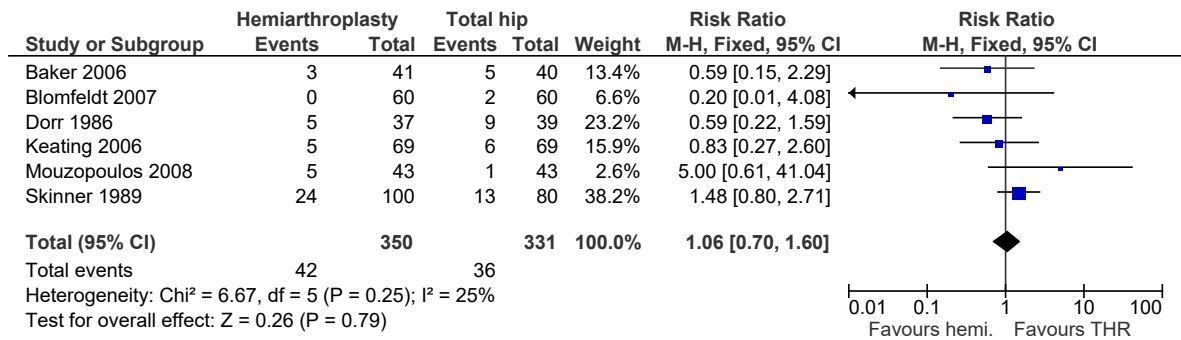 Hemiarthroplasty Total hip Risk Ratio Risk Ratio
Study or Subgroup Events Total Events Total Weight M-H, Fixed, 95% CI M-H, Fixed, 95% CI
Baker 2006 3 41 5 40 13.4% 0.59 [0.15, 2.29]
Blomfeldt 2007 0 60 2 60 6.6% 0.20 [0.01, 4.08]
Dorr 1986 5 37 9 39 23.2% 0.59 [0.22, 1.59]
Keating 2006 5 69 6 69 15.9% 0.83 [0.27, 2.60]
Mouzopoulos 2008 5 43 1 43 2.6% 5.00 [0.61, 41.04]
Skinner 1989 24 100 13 80 38.2% 1.48 [0.80, 2.71]
Total (95% CI) 350 331 100.0% 1.06 [0.70, 1.60]
Total events 42 36
Heterogeneity: Chi² = 6.67, df = 5 (P = 0.25); I² = 25%
Test for overall effect: Z = 0.26 (P = 0.79)
0.01 0.1 1 10 100
Favours hemi. Favours THR